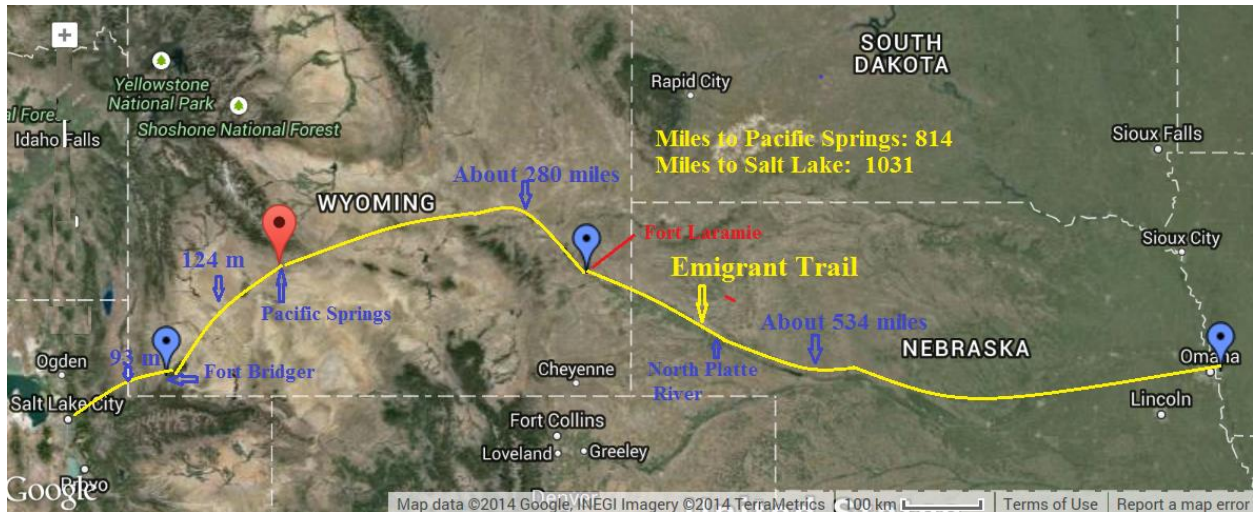 +
SOUTH
DAKOTA
Yellowstone
National Park
Rapid City
Shoshone National Forest
al Fore
Idaho Falls
Miles to Pacific Springs: 814
Miles to Salt Lake: 1031
Sioux Falls
About 280 miles
WYOMING
Fort Laramie
Sioux City
124 m
Emigrant Trail
Pacific Springs
About 534 miles
NEBRASKA
93 m
Ogden
Fort Bridger
Cheyenne
North Platte
River
Omaha
Salt Lake City
Lincoln
Fort Collins
Loveland
Greeley
Provo
Google
Denver
Map data ©2014 Google, INEGI Imagery ©2014 TerraMetrics
100 km
Terms of Use
Report a map error